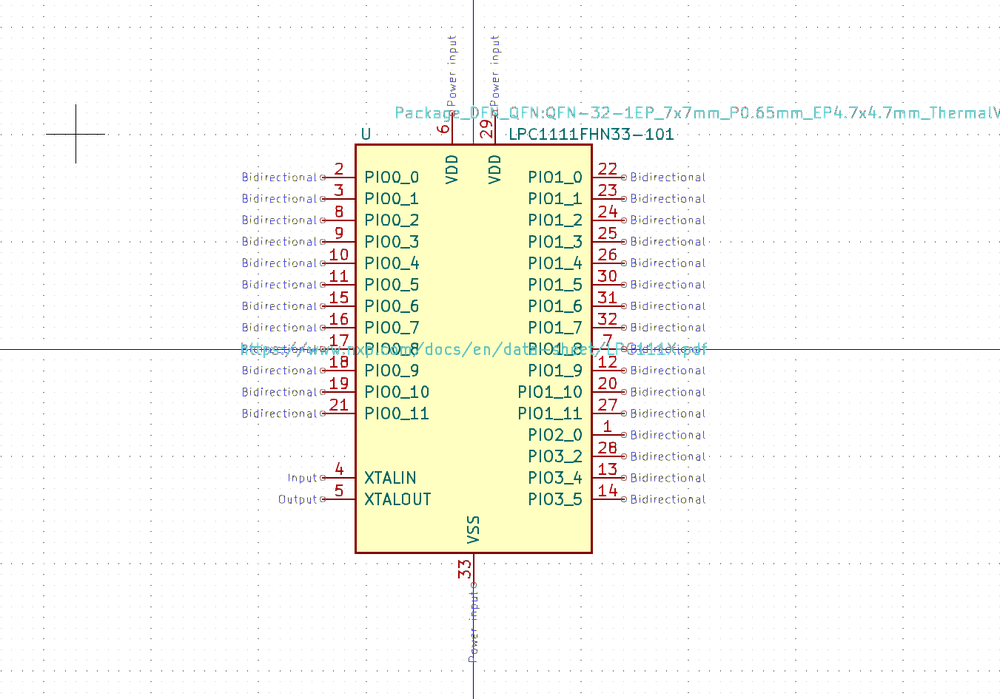 Power input Power input
Package_DFN_QFN:QFN-32-1EP_7x7mm_P0.65mm_EP4.7x4.7mm_ThermalV
6 29
U LPC1111FHN33-101
VDD VDD
Bidirectional 2 PIO0_0 PIO1_0 22 Bidirectional
Bidirectional 3 PIO0_1 PIO1_1 23 Bidirectional
Bidirectional 8 PIO0_2 PIO1_2 24 Bidirectional
Bidirectional 9 PIO0_3 PIO1_3 25 Bidirectional
Bidirectional 10 PIO0_4 PIO1_4 26 Bidirectional
Bidirectional 11 PIO0_5 PIO1_5 30 Bidirectional
Bidirectional 15 PIO0_6 PIO1_6 31 Bidirectional
Bidirectional 16 PIO0_7 PIO1_7 32 Bidirectional
17 PIO0_8 PIO1_8 7
https://www.nxp.com/docs/en/data-sheet/LPC111X.pdf
Bidirectional 18 PIO0_9 PIO1_9 12 Bidirectional
Bidirectional 19 PIO0_10 PIO1_10 20 Bidirectional
Bidirectional 21 PIO0_11 PIO1_11 27 Bidirectional
PIO2_0 1 Bidirectional
PIO3_2 28 Bidirectional
Input 4 XTALIN PIO3_4 13 Bidirectional
Output 5 XTALOUT PIO3_5 14 Bidirectional
VSS
33
Power input